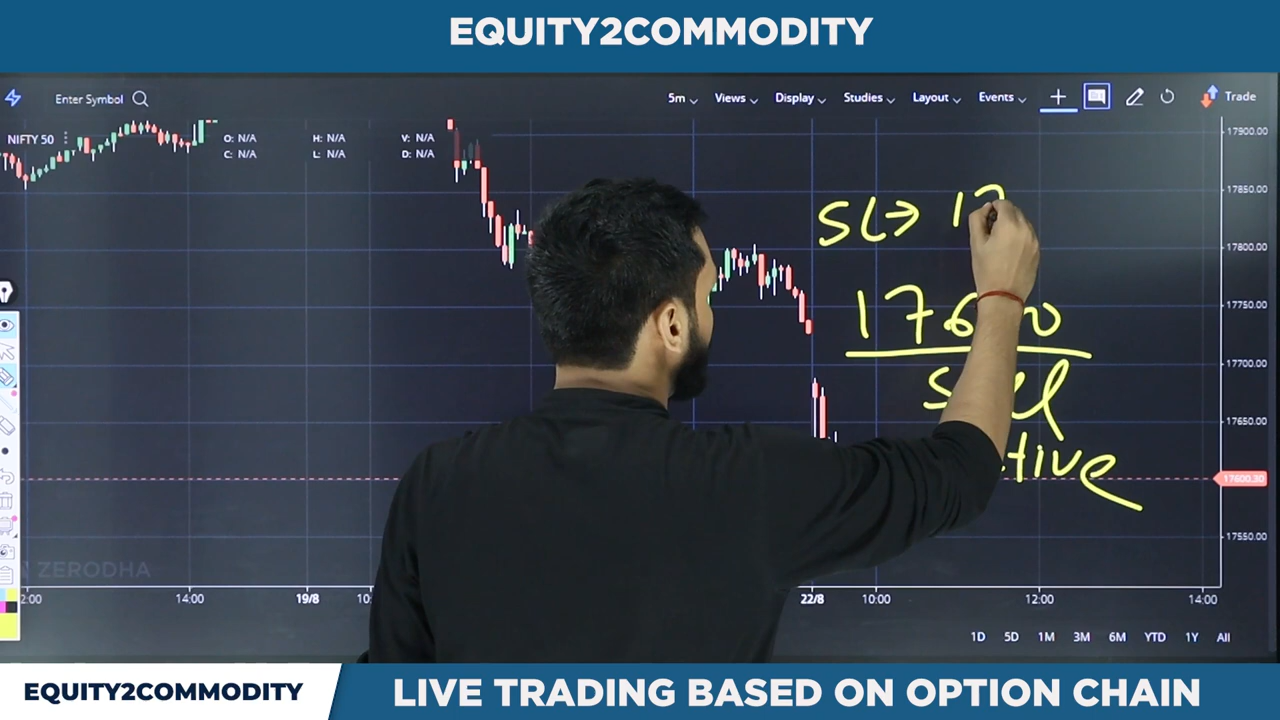 EQUITY2COMMODITY
Enter Symbol
5m Views Display Studies Layout Events Trade
NIFTY 50 O: N/A H: N/A V: N/A
C: N/A L: N/A D: N/A
17900.00
17850.00
SL→ 17
17800.00
17750.00
17700.00
17650.00
17600.30
17550.00
ZERODHA
14:00 19/8 22/8 10:00 12:00 14:00
1D 5D 1M 3M 6M YTD 1Y All
EQUITY2COMMODITY
LIVE TRADING BASED ON OPTION CHAIN